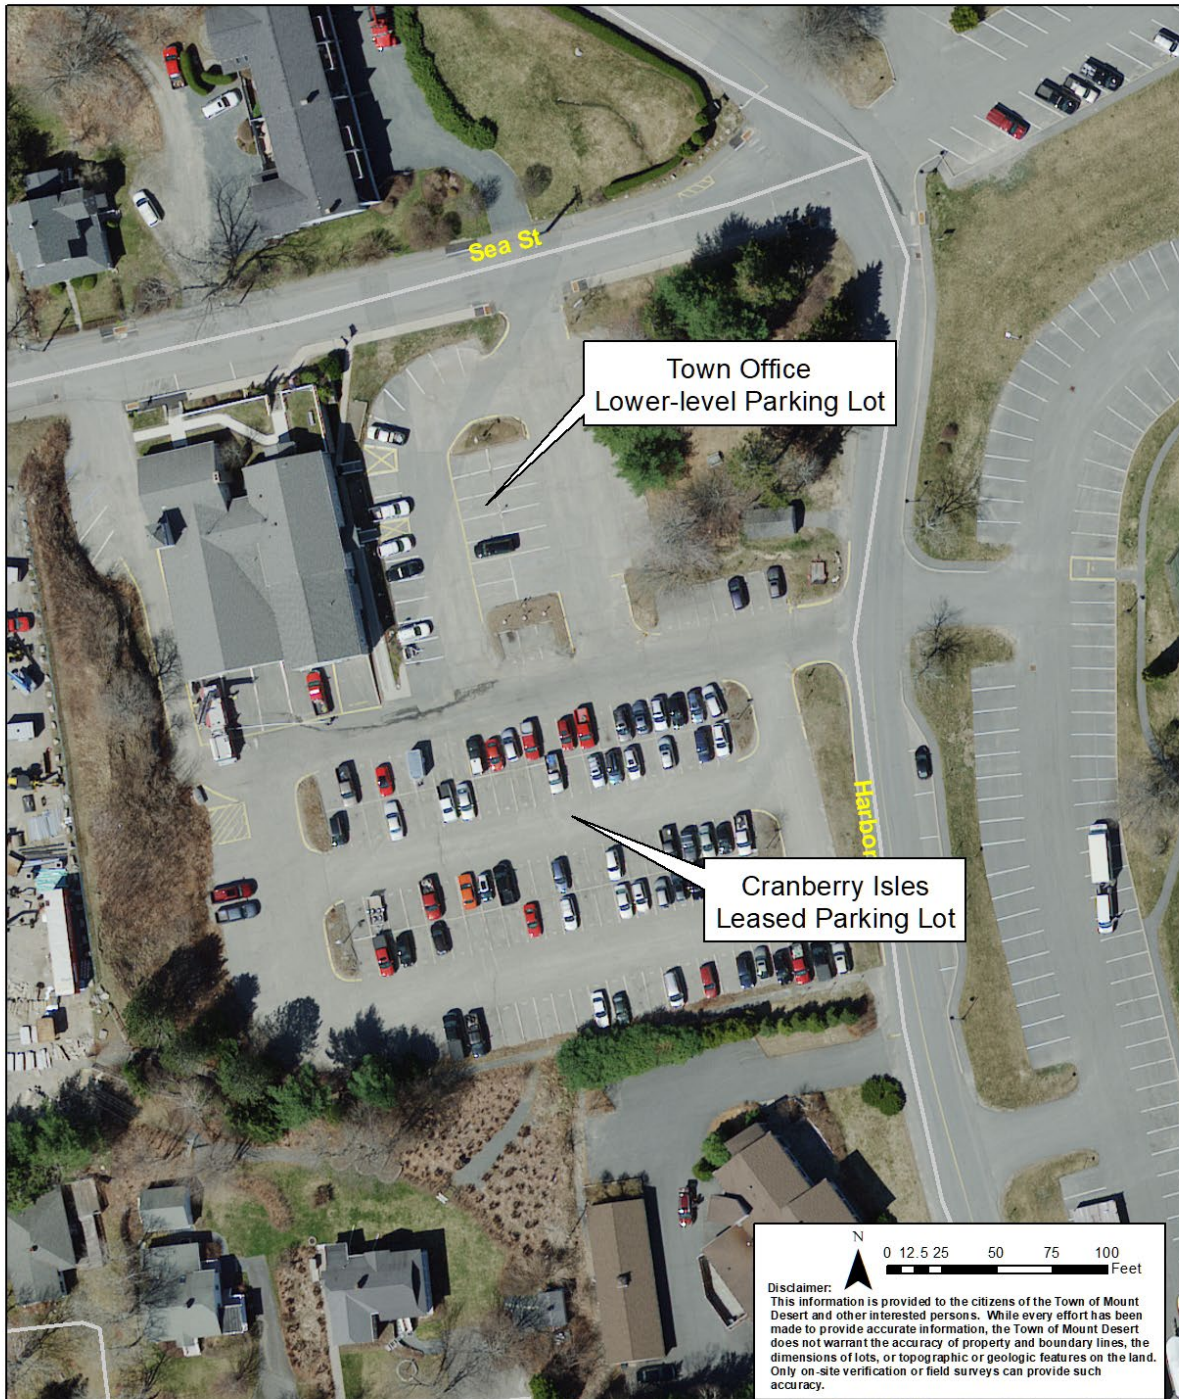 Sea St
Town Office
Lower-level Parking Lot
Harbor
Cranberry Isles
Leased Parking Lot
N
0 12.5 25 50 75 100
Feet
Disclaimer:
This information is provided to the citizens of the Town of Mount
Desert and other interested persons. While every effort has been
made to provide accurate information, the Town of Mount Desert
does not warrant the accuracy of property and boundary lines, the
dimensions of lots, or topographic or geologic features on the land.
Only on-site verification or field surveys can provide such
accuracy.